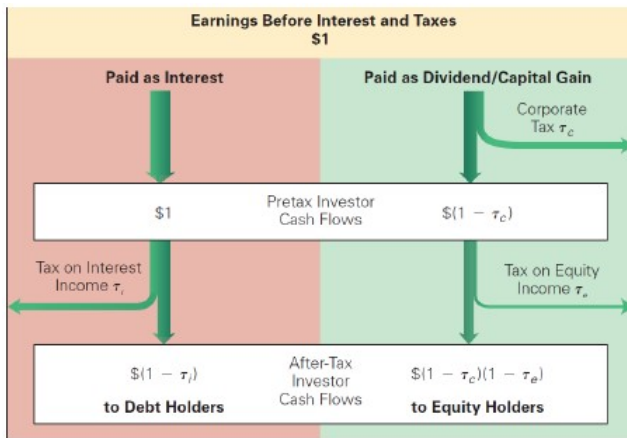 Earnings Before Interest and Taxes
$1
Paid as Interest
Paid as Dividend/Capital Gain
Corporate
Tax τc
$1
Pretax Investor
Cash Flows
$(1 − τc)
Tax on Interest
Income τi
Tax on Equity
Income τe
$(1 − τi)
to Debt Holders
After-Tax
Investor
Cash Flows
$(1 − τc)(1 − τe)
to Equity Holders